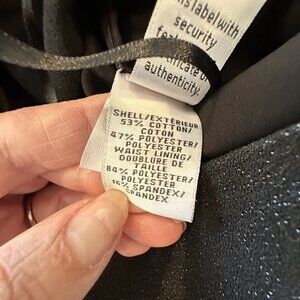 this label with
security
authenticity.
SHELL/EXTÉRIEUR
53% COTTON/
COTON
47% POLYESTER/
POLYESTER
WAIST LINING/
DOUBLURE DE
TAILLE
84% POLYESTER/
POLYESTER
16% SPANDEX/
SPANDEX